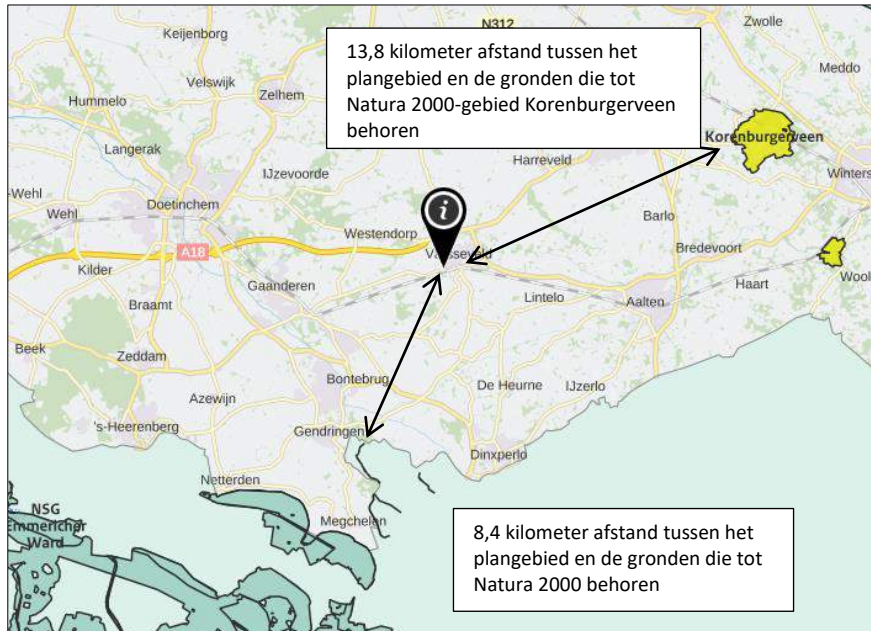 N312
Zwolle
Keijenborg
13,8 kilometer afstand tussen het
plangebied en de gronden die tot
Natura 2000-gebied Korenburgerveen
behoren
Meddo
Velswijk
Zelhem
Hummelo
Korenburgerveen
Langerak
Harreveld
IJzevoorde
Winters
-Wehl
Wehl
Doetinchem
Barlo
Westendorp
A18
Varsseveld
Bredevoort
Kilder
Gaanderen
Haart
Wool
Lintelo
Aalten
Braamt
Beek
Zeddam
Bontebrug
De Heurne
IJzerlo
Azewijn
's-Heerenberg
Gendringen
Dinxperlo
Netterden
NSG
Emmericher
Ward
Megchelen
8,4 kilometer afstand tussen het
plangebied en de gronden die tot
Natura 2000 behoren